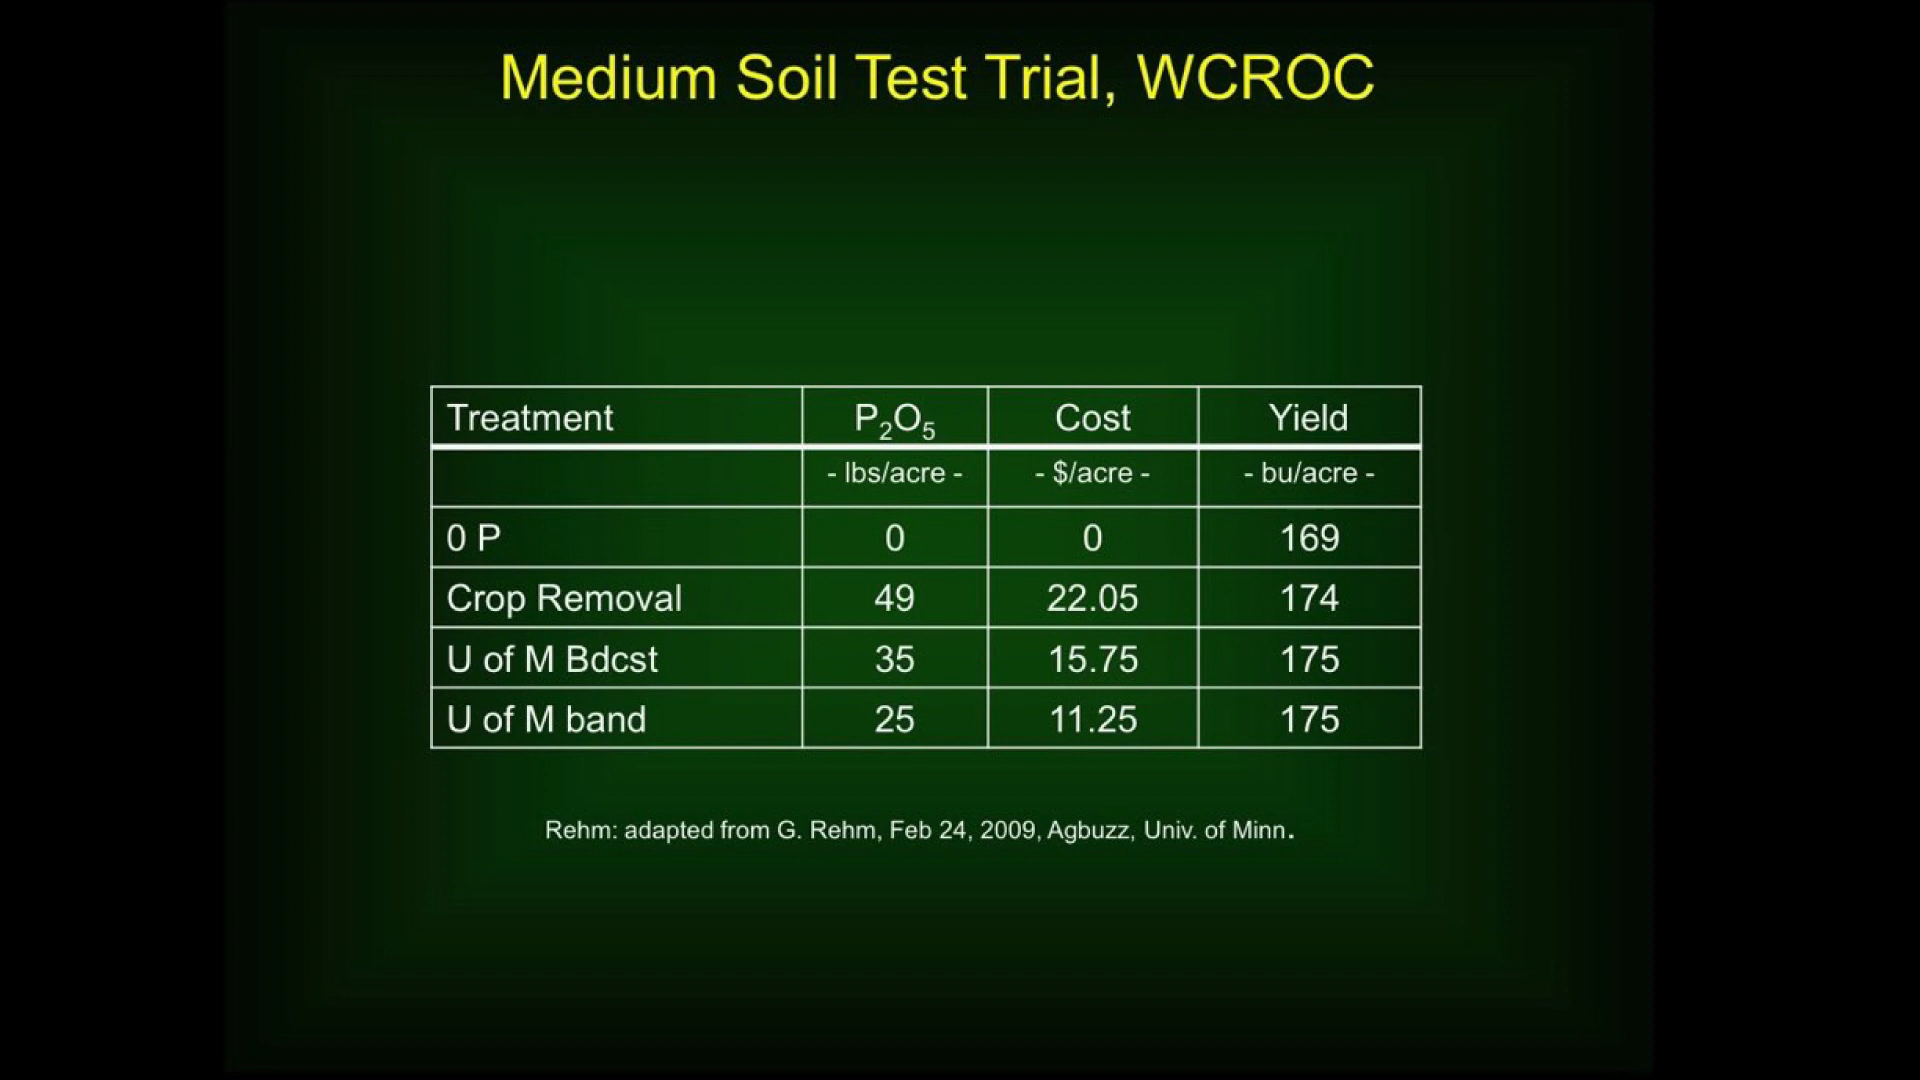 Medium Soil Test Trial, WCROC
Treatment P₂O₅ Cost Yield
- lbs/acre - - $/acre - - bu/acre -
0 P 0 0 169
Crop Removal 49 22.05 174
U of M Bdcst 35 15.75 175
U of M band 25 11.25 175
Rehm: adapted from G. Rehm, Feb 24, 2009, Agbuzz, Univ. of Minn.